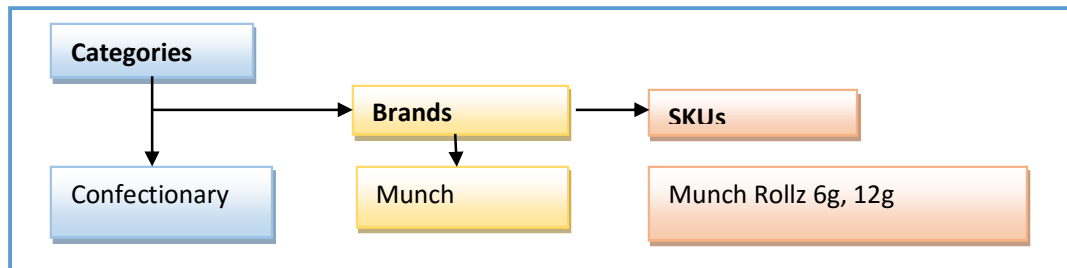 Categories
Brands
SKUs
Confectionary
Munch
Munch Rollz 6g, 12g